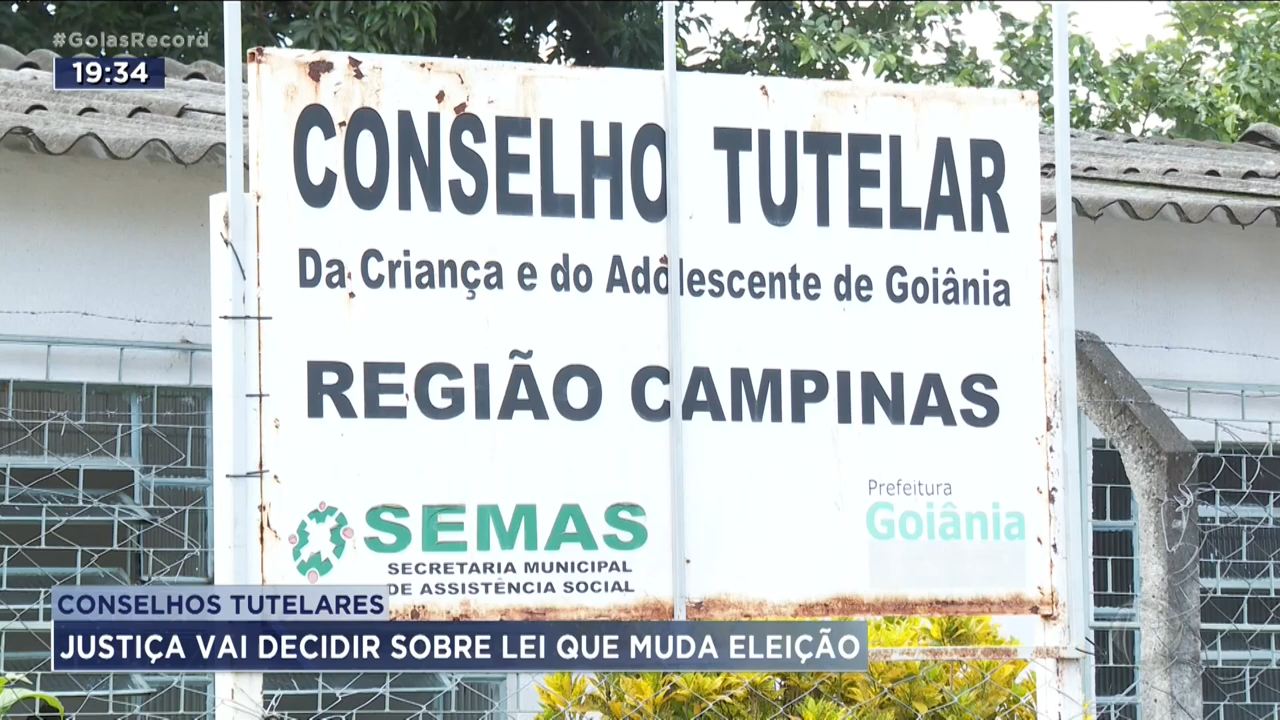 #GoiásRecord
19:34
CONSELHO TUTELAR
Da Criança e do Adolescente de Goiânia
REGIÃO CAMPINAS
SEMAS
SECRETARIA MUNICIPAL
DE ASSISTÊNCIA SOCIAL
Prefeitura
Goiânia
CONSELHOS TUTELARES
JUSTIÇA VAI DECIDIR SOBRE LEI QUE MUDA ELEIÇÃO